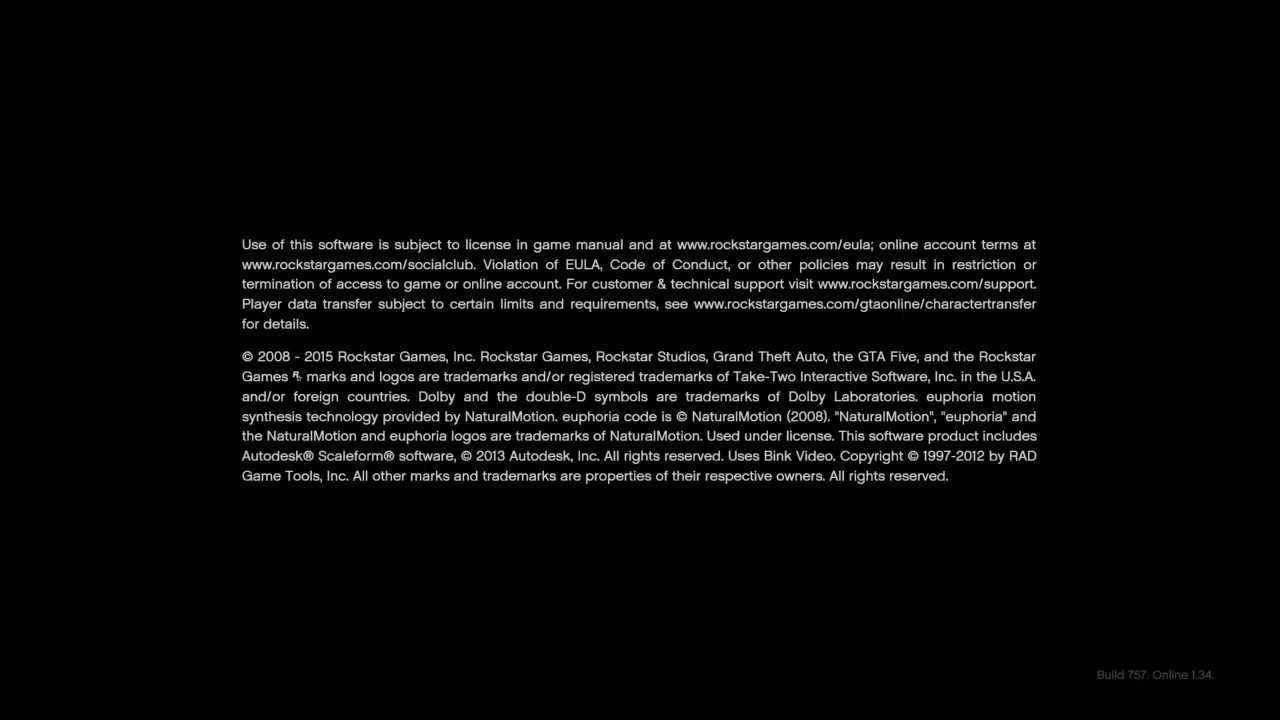 Use of this software is subject to license in game manual and at www.rockstargames.com/eula; online account terms at
www.rockstargames.com/socialclub. Violation of EULA, Code of Conduct, or other policies may result in restriction or
termination of access to game or online account. For customer & technical support visit www.rockstargames.com/support.
Player data transfer subject to certain limits and requirements, see www.rockstargames.com/gtaonline/charactertransfer
for details.
© 2008 - 2015 Rockstar Games, Inc. Rockstar Games, Rockstar Studios, Grand Theft Auto, the GTA Five, and the Rockstar
Games R* marks and logos are trademarks and/or registered trademarks of Take-Two Interactive Software, Inc. in the U.S.A.
and/or foreign countries. Dolby and the double-D symbols are trademarks of Dolby Laboratories. euphoria motion
synthesis technology provided by NaturalMotion. euphoria code is © NaturalMotion (2008). "NaturalMotion", "euphoria" and
the NaturalMotion and euphoria logos are trademarks of NaturalMotion. Used under license. This software product includes
Autodesk® Scaleform® software, © 2013 Autodesk, Inc. All rights reserved. Uses Bink Video. Copyright © 1997-2012 by RAD
Game Tools, Inc. All other marks and trademarks are properties of their respective owners. All rights reserved.
Build 757. Online 1.34.